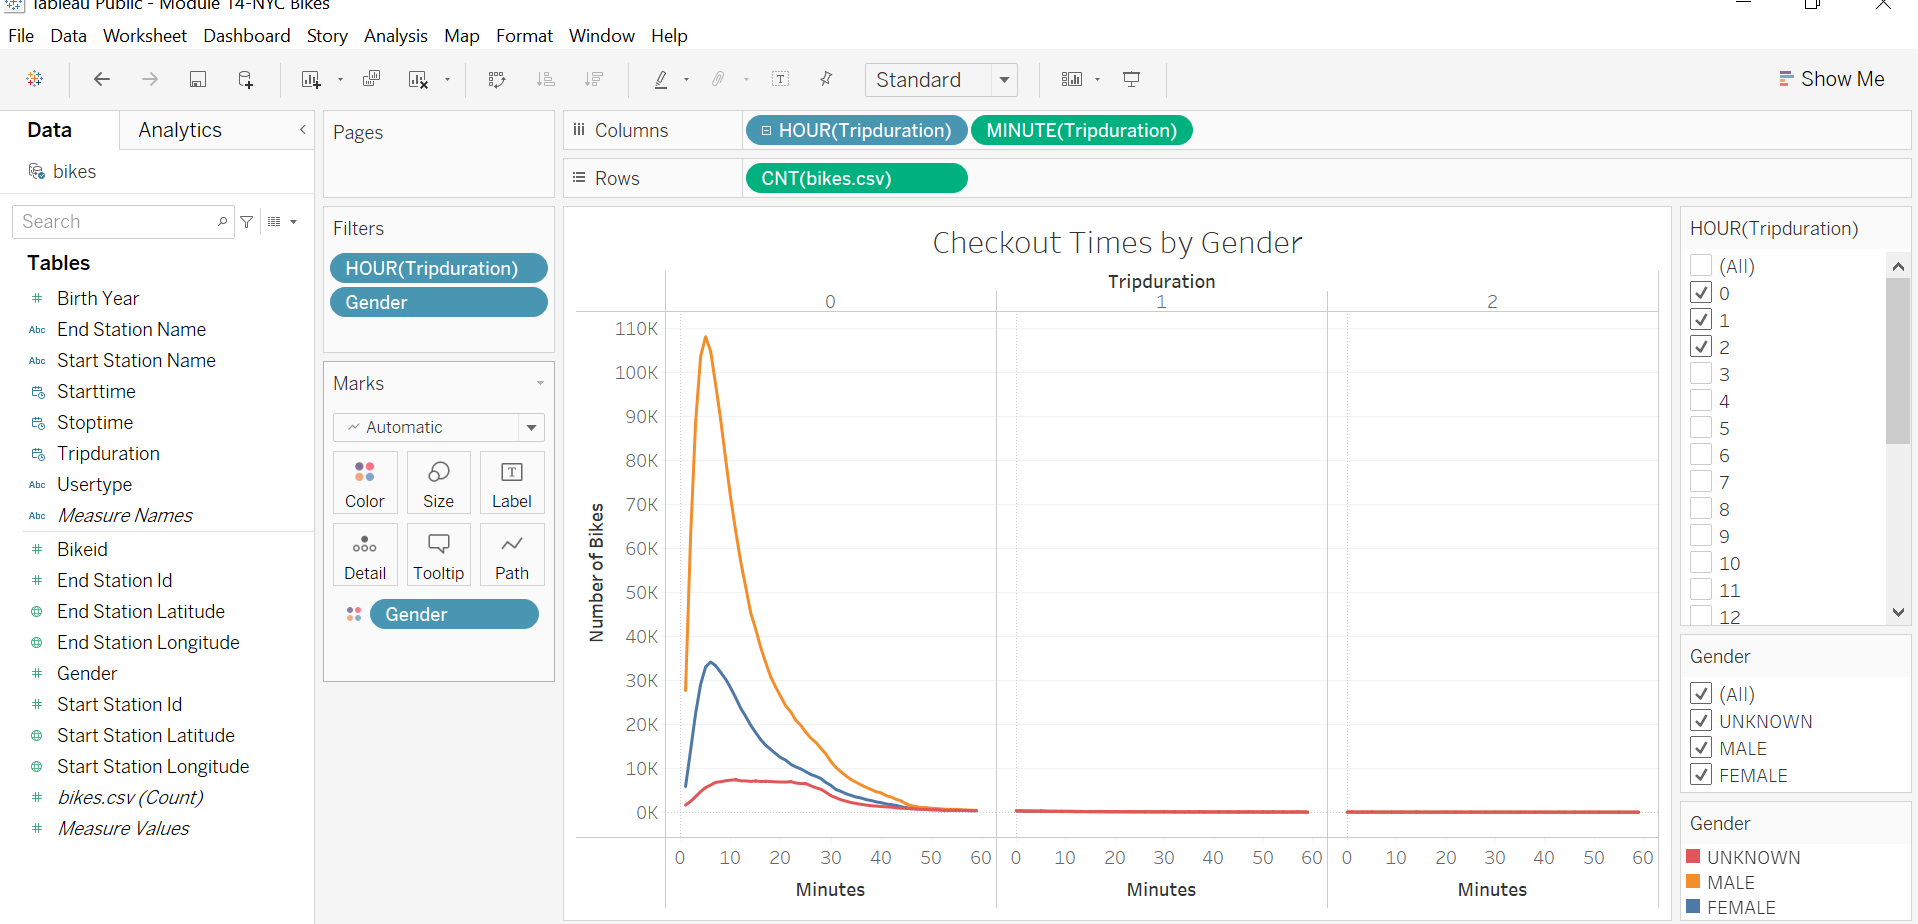 Tableau Public - Module 14-NYC Bikes
File Data Worksheet Dashboard Story Analysis Map Format Window Help
Standard
Show Me
Data Analytics
bikes
Search
Tables
# Birth Year
Abc End Station Name
Abc Start Station Name
Starttime
Stoptime
Tripduration
Abc Usertype
Abc Measure Names
# Bikeid
# End Station Id
End Station Latitude
End Station Longitude
# Gender
# Start Station Id
Start Station Latitude
Start Station Longitude
# bikes.csv (Count)
# Measure Values
Pages
Filters
HOUR(Tripduration)
Gender
Marks
Automatic
Color Size Label
Detail Tooltip Path
Gender
Columns HOUR(Tripduration) MINUTE(Tripduration)
Rows CNT(bikes.csv)
Checkout Times by Gender
Tripduration
0 1 2
Number of Bikes
110K
100K
90K
80K
70K
60K
50K
40K
30K
20K
10K
0K
0 10 20 30 40 50 60 0 10 20 30 40 50 60 0 10 20 30 40 50 60
Minutes Minutes Minutes
HOUR(Tripduration)
(All)
0
1
2
3
4
5
6
7
8
9
10
11
12
Gender
(All)
UNKNOWN
MALE
FEMALE
Gender
UNKNOWN
MALE
FEMALE